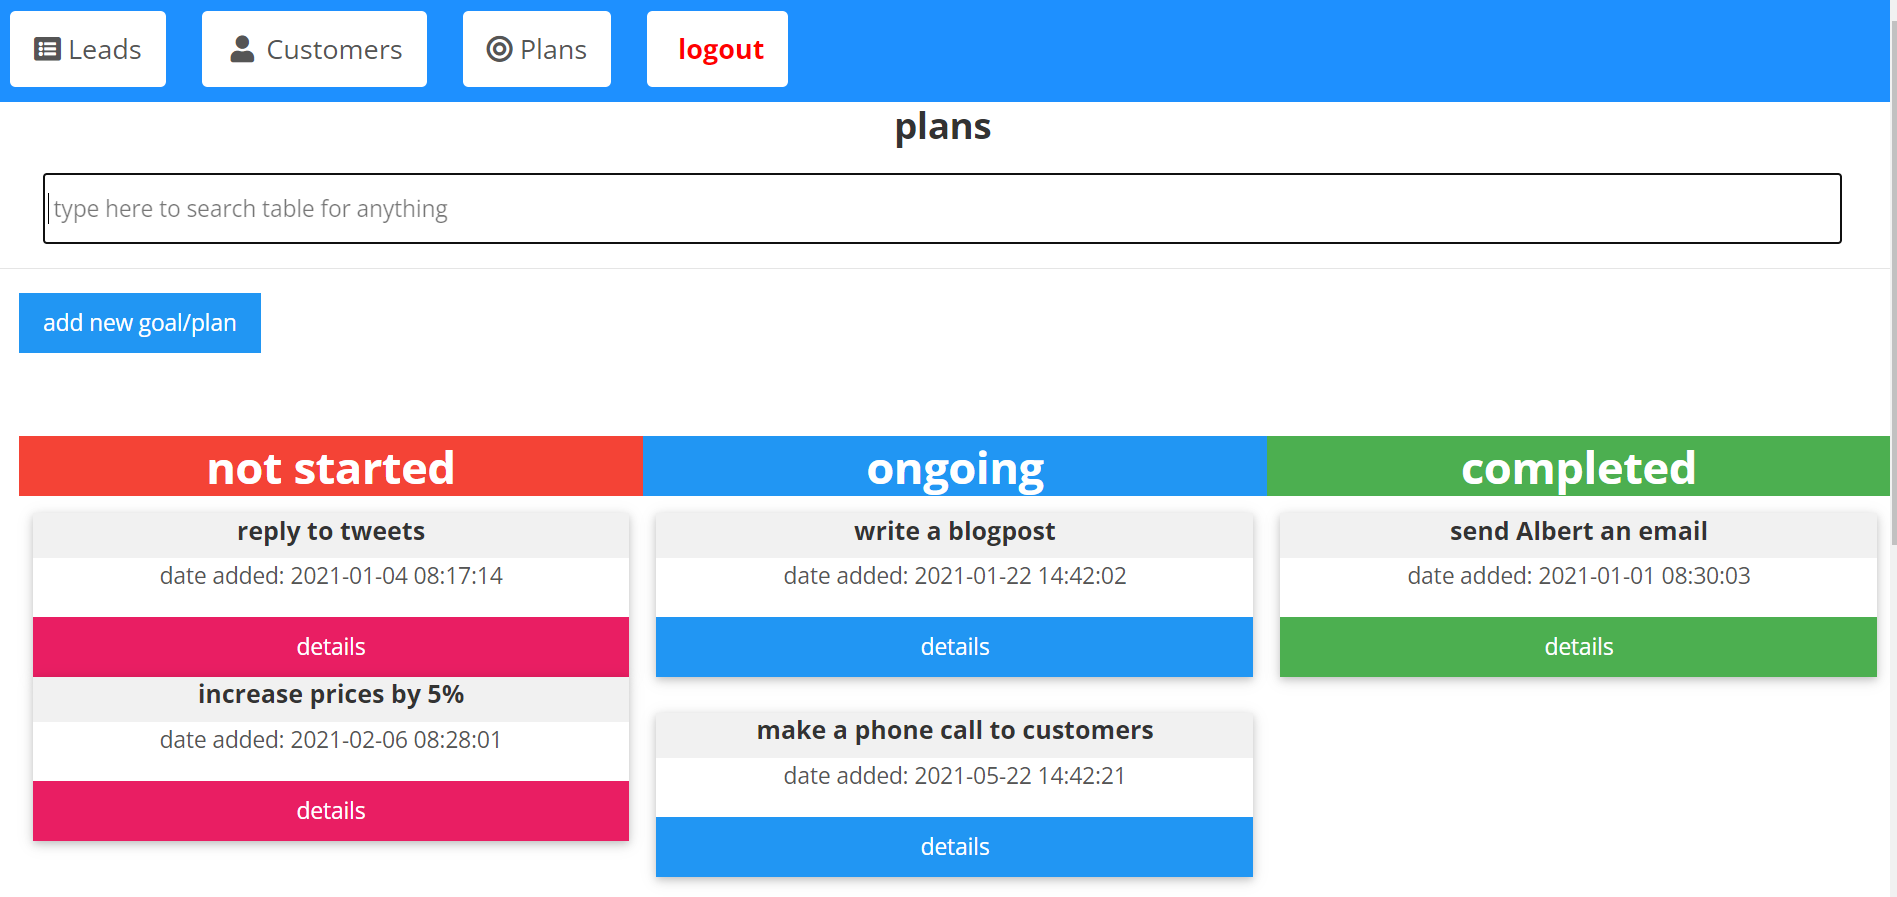 Leads Customers Plans logout
plans
type here to search table for anything
add new goal/plan
not started ongoing completed
reply to tweets
date added: 2021-01-04 08:17:14
details
increase prices by 5%
date added: 2021-02-06 08:28:01
details
write a blogpost
date added: 2021-01-22 14:42:02
details
make a phone call to customers
date added: 2021-05-22 14:42:21
details
send Albert an email
date added: 2021-01-01 08:30:03
details